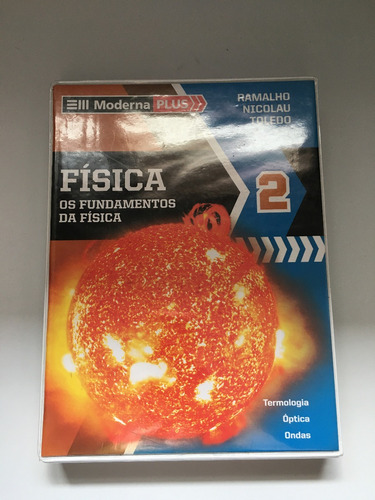 Moderna PLUS
RAMALHO
NICOLAU
TOLEDO
FÍSICA
OS FUNDAMENTOS
DA FÍSICA
2
Termologia
Óptica
Ondas